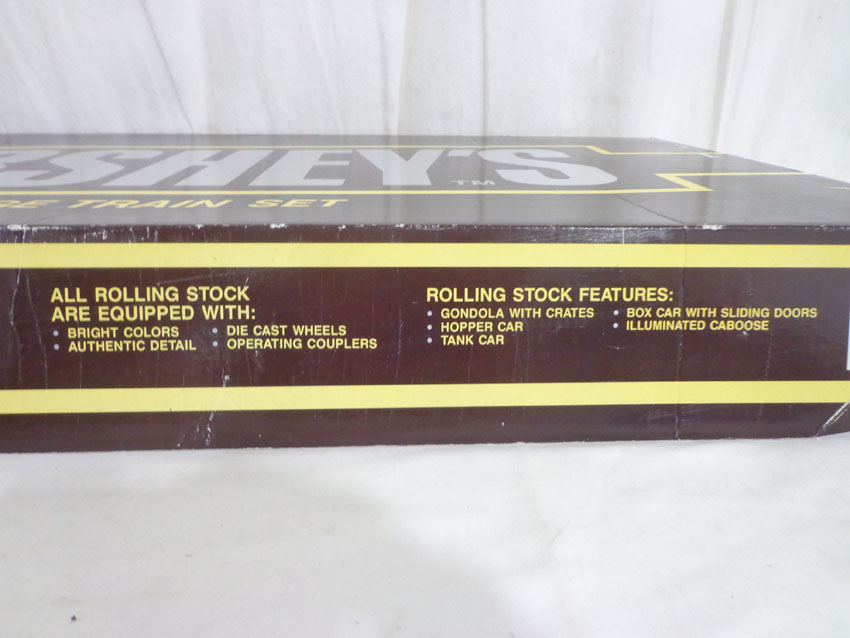 SHEY'S TM
TRAIN SET
ALL ROLLING STOCK
ARE EQUIPPED WITH:
• BRIGHT COLORS • DIE CAST WHEELS
• AUTHENTIC DETAIL • OPERATING COUPLERS
ROLLING STOCK FEATURES:
• GONDOLA WITH CRATES • BOX CAR WITH SLIDING DOORS
• HOPPER CAR • ILLUMINATED CABOOSE
• TANK CAR